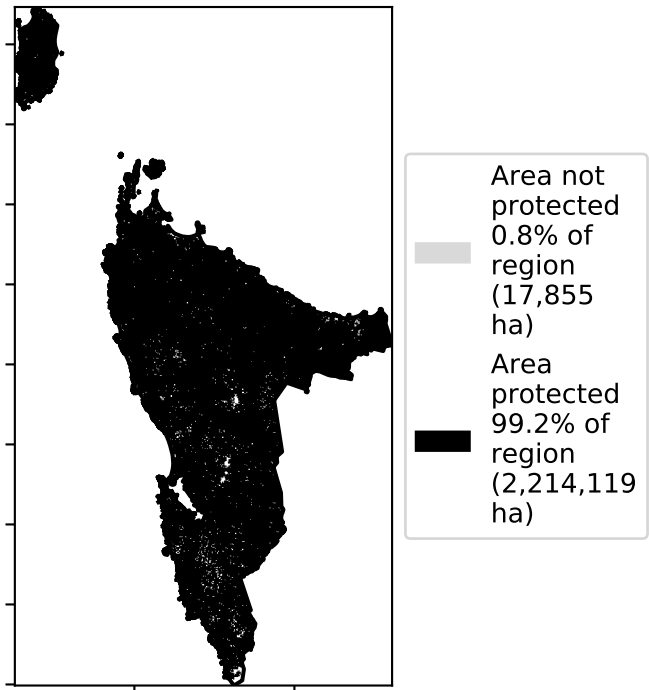 Area not
protected
0.8% of
region
(17,855
ha)
Area
protected
99.2% of
region
(2,214,119
ha)